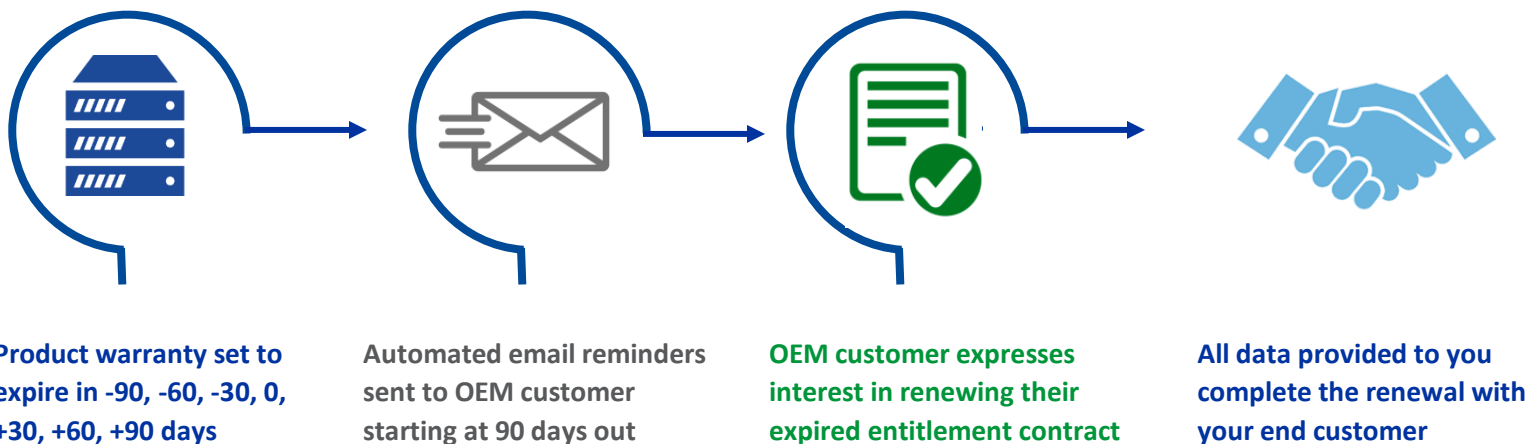 Product warranty set to
expire in -90, -60, -30, 0,
+30, +60, +90 days
Automated email reminders
sent to OEM customer
starting at 90 days out
OEM customer expresses
interest in renewing their
expired entitlement contract
All data provided to you
complete the renewal with
your end customer